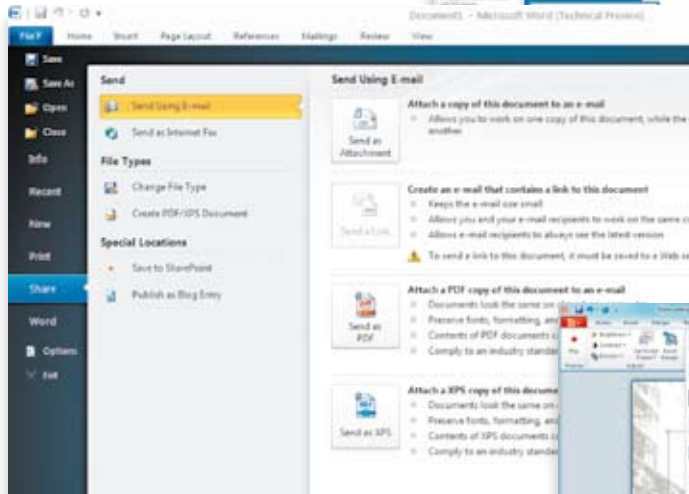 Document1 - Microsoft Word (Technical Preview)
File
Home
Insert
Page Layout
References
Mailings
Review
View
Save
Save As
Open
Close
Info
Recent
New
Print
Share
Word
Options
Exit
Send
Send Using E-mail
Send as Internet Fax
File Types
Change File Type
Create PDF/XPS Document
Special Locations
Save to SharePoint
Publish as Blog Entry
Send Using E-mail
Send as
Attachment
Attach a copy of this document to an e-mail
Allows you to work on one copy of this document, while the
another
Send a Link
Create an e-mail that contains a link to this document
Keeps the e-mail size small
Allows you and your e-mail recipients to work on the same
Allows e-mail recipients to always see the latest version
To send a link to this document, it must be saved to a Web
Send as
PDF
Attach a PDF copy of this document to an e-mail
Documents look the same on
Preserve fonts, formatting, and
Contents of PDF documents
Comply to an industry
Send as XPS
Attach a XPS copy of this
Documents look the same on
Preserve fonts, formatting, and
Contents of XPS documents
Comply to an industry